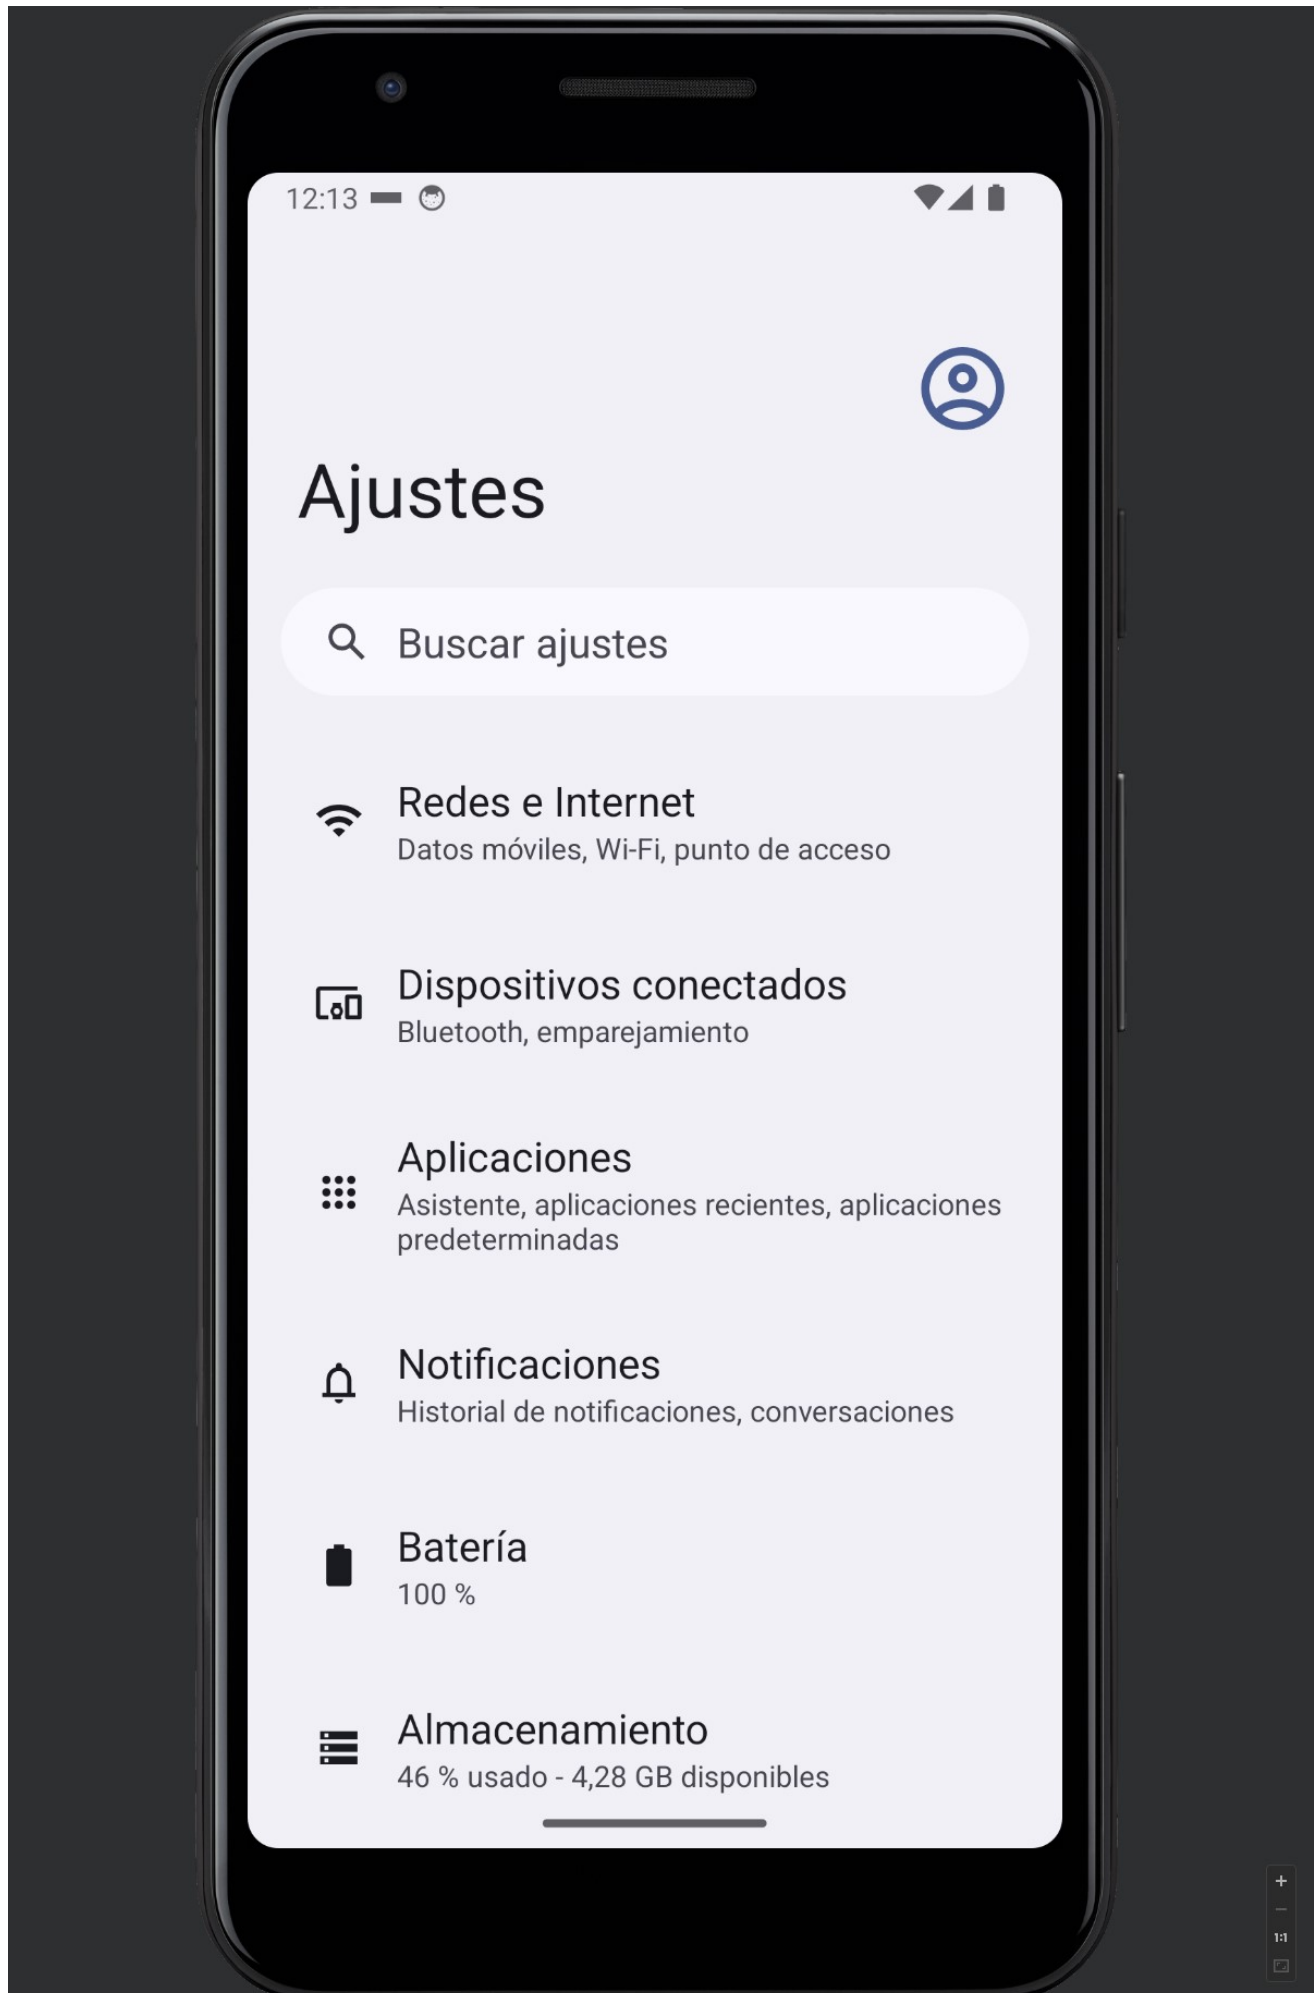 12:13
Ajustes
Buscar ajustes
Redes e Internet
Datos móviles, Wi-Fi, punto de acceso
Dispositivos conectados
Bluetooth, emparejamiento
Aplicaciones
Asistente, aplicaciones recientes, aplicaciones
predeterminadas
Notificaciones
Historial de notificaciones, conversaciones
Batería
100 %
Almacenamiento
46 % usado - 4,28 GB disponibles
1:1